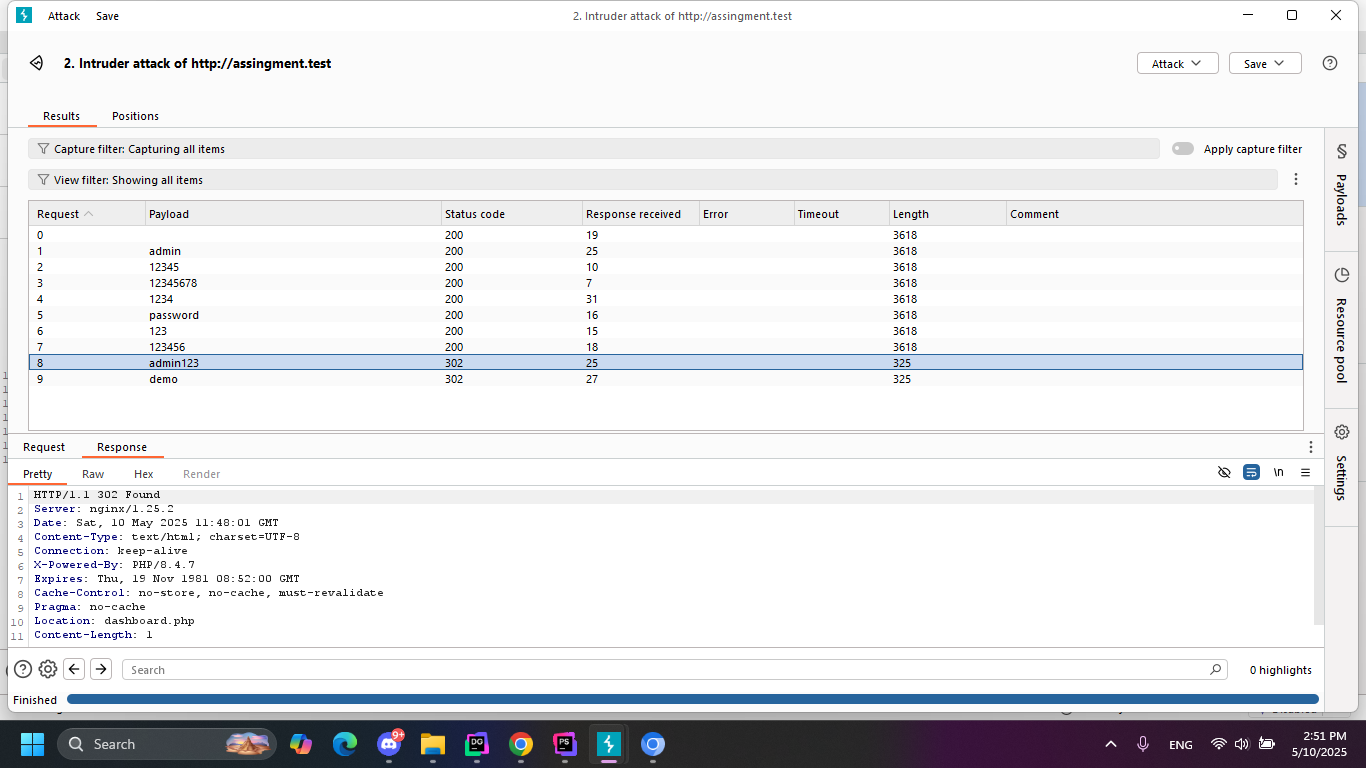 Attack Save 2. Intruder attack of http://assingment.test
2. Intruder attack of http://assingment.test Attack Save
Results Positions
Capture filter: Capturing all items Apply capture filter
View filter: Showing all items
Request Payload Status code Response received Error Timeout Length Comment
0 200 19 3618
1 admin 200 25 3618
2 12345 200 10 3618
3 12345678 200 7 3618
4 1234 200 31 3618
5 password 200 16 3618
6 123 200 15 3618
7 123456 200 18 3618
8 admin123 302 25 325
9 demo 302 27 325
Payloads
Resource pool
Settings
Request Response
Pretty Raw Hex Render \n
1 HTTP/1.1 302 Found
2 Server: nginx/1.25.2
3 Date: Sat, 10 May 2025 11:48:01 GMT
4 Content-Type: text/html; charset=UTF-8
5 Connection: keep-alive
6 X-Powered-By: PHP/8.4.7
7 Expires: Thu, 19 Nov 1981 08:52:00 GMT
8 Cache-Control: no-store, no-cache, must-revalidate
9 Pragma: no-cache
10 Location: dashboard.php
11 Content-Length: 1
Search 0 highlights
Finished
Search 9+ DG PS ENG 2:51 PM
5/10/2025